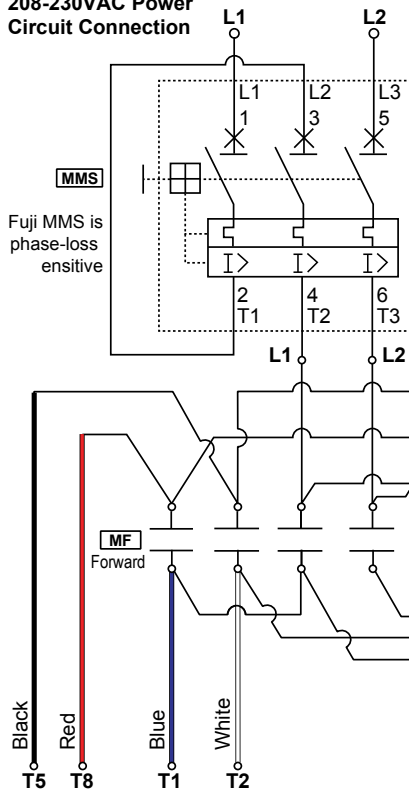 208-230VAC Power
Circuit Connection
L1
L2
L1
L2
L3
1
3
5
MMS
Fuji MMS is
phase-loss
ensitive
I>
I>
I>
2
4
6
T1
T2
T3
L1
L2
MF
Forward
Black
Red
Blue
White
T5
T8
T1
T2